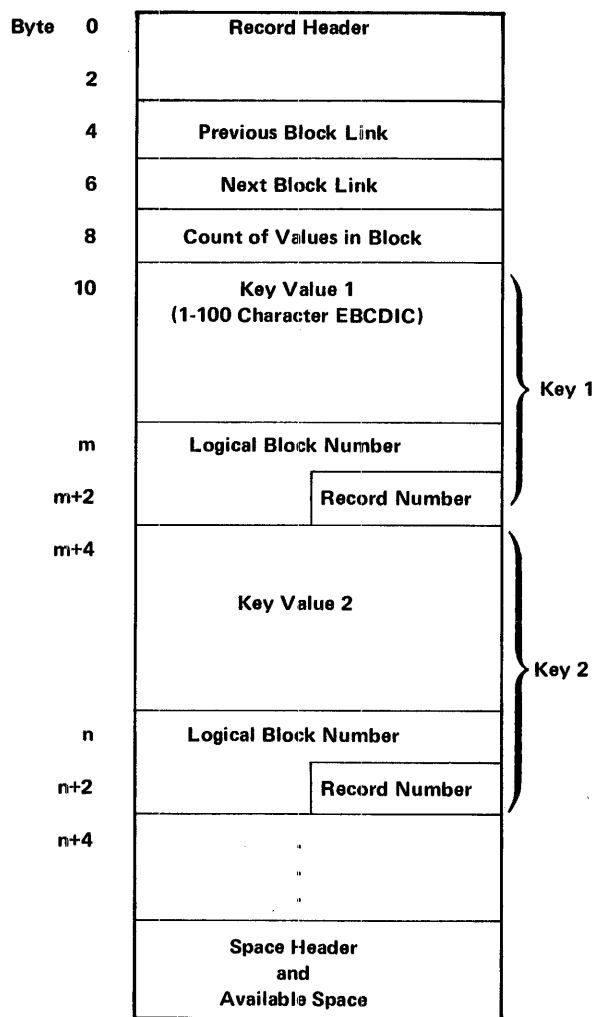 Byte 0 Record Header
2
4 Previous Block Link
6 Next Block Link
8 Count of Values in Block
10 Key Value 1
(1-100 Character EBCDIC)
Key 1
m Logical Block Number
m+2 Record Number
m+4
Key Value 2
Key 2
n Logical Block Number
n+2 Record Number
n+4
Space Header
and
Available Space